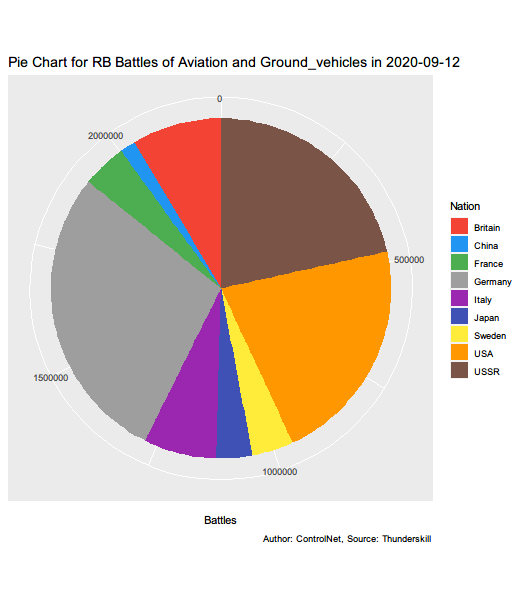 Pie Chart for RB Battles of Aviation and Ground_vehicles in 2020-09-12
0
2000000
500000
1500000
1000000
Nation
Britain
China
France
Germany
Italy
Japan
Sweden
USA
USSR
Battles
Author: ControlNet, Source: Thunderskill